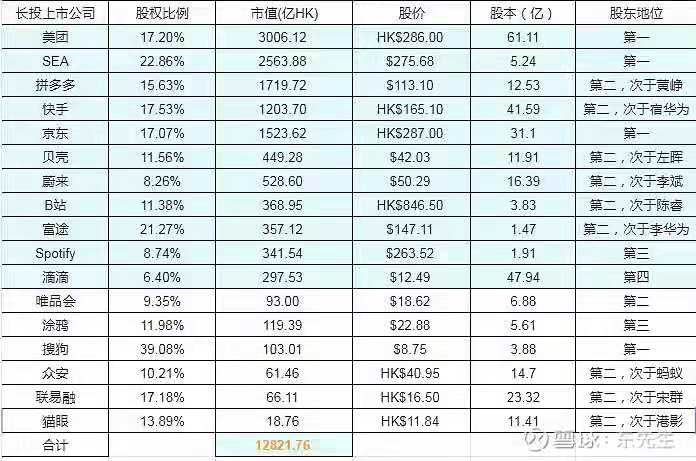 长投上市公司 股权比例 市值(亿HK) 股价 股本（亿） 股东地位
美团 17.20% 3006.12 HK$286.00 61.11 第一
SEA 22.86% 2563.88 $275.68 5.24 第一
拼多多 15.63% 1719.72 $113.10 12.53 第二，次于黄峥
快手 17.53% 1203.70 HK$165.10 41.59 第二，次于宿华为
京东 17.07% 1523.62 HK$287.00 31.1 第一
贝壳 11.56% 449.28 $42.03 11.91 第二，次于左晖
蔚来 8.26% 528.60 $50.29 16.39 第二，次于李斌
B站 11.38% 368.95 HK$846.50 3.83 第二，次于陈睿
富途 21.27% 357.12 $147.11 1.47 第二，次于李华为
Spotify 8.74% 341.54 $263.52 1.91 第三
滴滴 6.40% 297.53 $12.49 47.94 第四
唯品会 9.35% 93.00 $18.62 6.88 第二
涂鸦 11.98% 119.39 $22.88 5.61 第三
搜狗 39.08% 103.01 $8.75 3.88 第一
众安 10.21% 61.46 HK$40.95 14.7 第二，次于蚂蚁
联易融 17.18% 66.11 HK$16.50 23.32 第二，次于宋群
猫眼 13.89% 18.76 HK$11.84 11.41 第二，次于港影
合计 12821.76
雪球：东先生